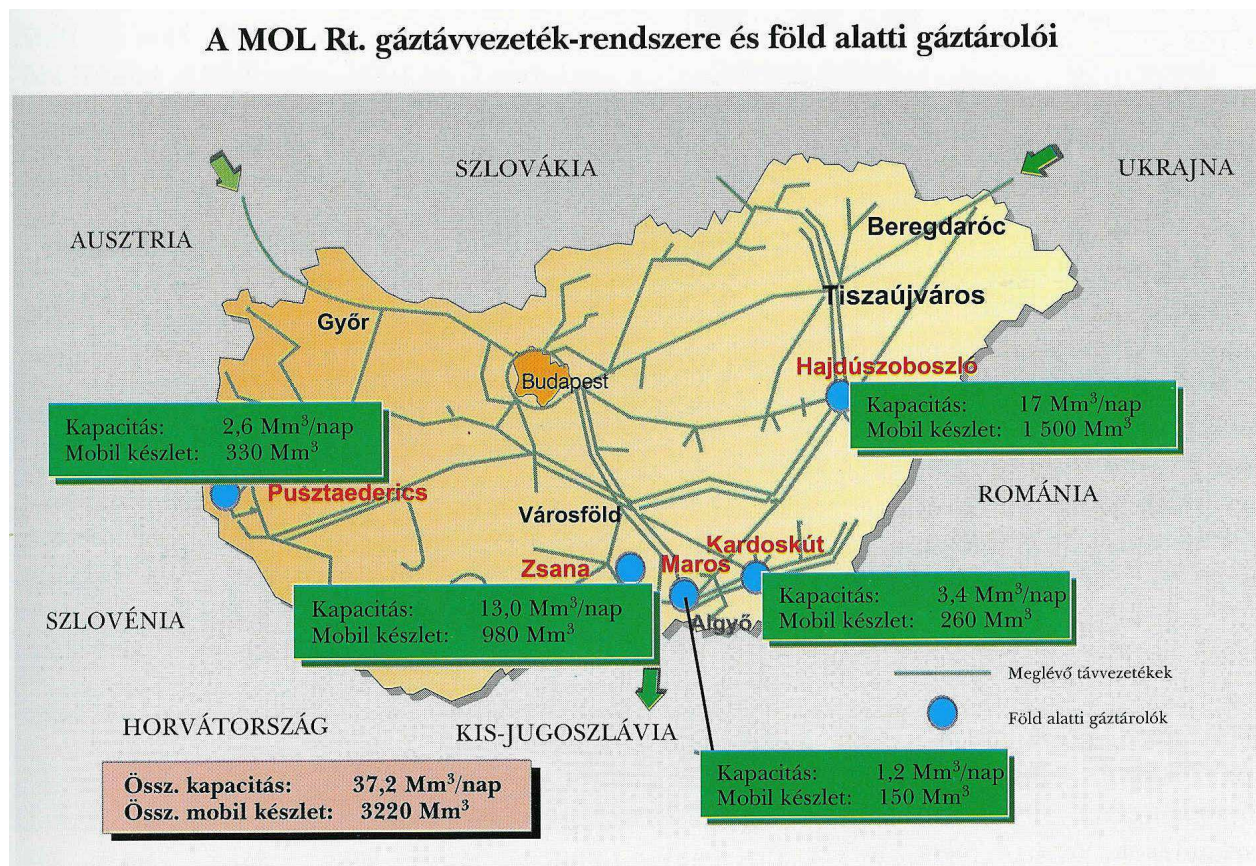 A MOL Rt. gáztávvezeték-rendszere és föld alatti gáztárolói
SZLOVÁKIA
UKRAJNA
AUSZTRIA
Beregdaróc
Tiszaújváros
Győr
Budapest
Hajdúszoboszló
Kapacitás: 2,6 Mm³/nap
Mobil készlet: 330 Mm³
Kapacitás: 17 Mm³/nap
Mobil készlet: 1 500 Mm³
Pusztaederics
ROMÁNIA
Városföld
Kardoskút
Zsana
Maros
Kapacitás: 13,0 Mm³/nap
Mobil készlet: 980 Mm³
Kapacitás: 3,4 Mm³/nap
Mobil készlet: 260 Mm³
SZLOVÉNIA
Algyő
Meglévő távvezetékek
Föld alatti gáztárolók
HORVÁTORSZÁG
KIS-JUGOSZLÁVIA
Össz. kapacitás: 37,2 Mm³/nap
Össz. mobil készlet: 3220 Mm³
Kapacitás: 1,2 Mm³/nap
Mobil készlet: 150 Mm³